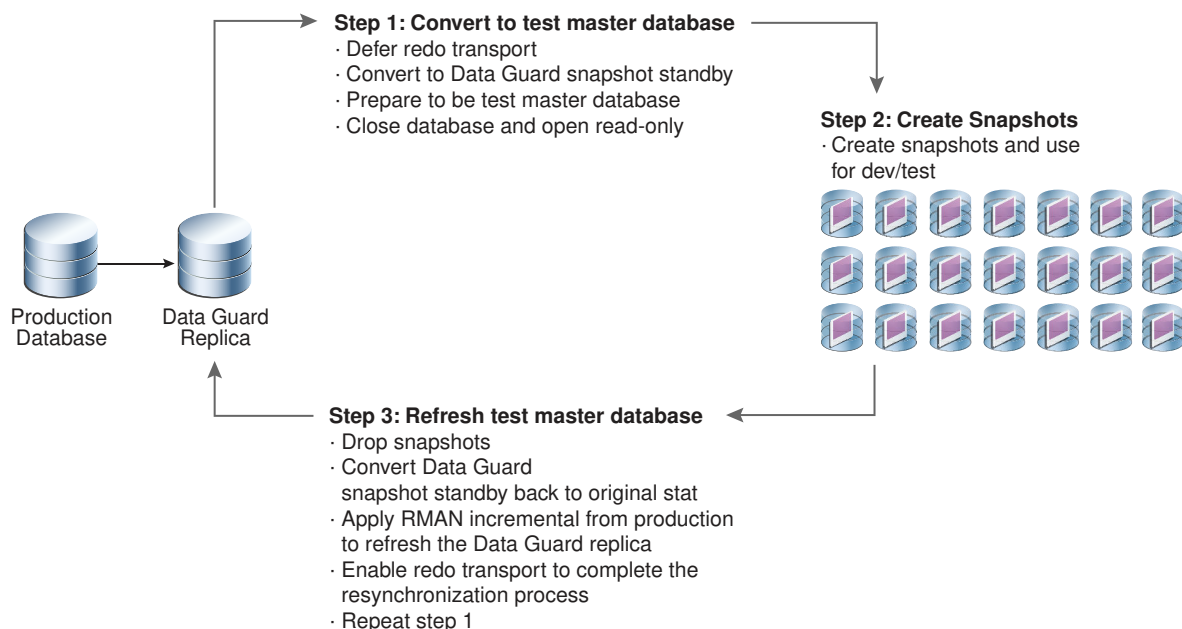 Step 1: Convert to test master database
· Defer redo transport
· Convert to Data Guard snapshot standby
· Prepare to be test master database
· Close database and open read-only
Step 2: Create Snapshots
· Create snapshots and use
for dev/test
Production
Database
Data Guard
Replica
Step 3: Refresh test master database
· Drop snapshots
· Convert Data Guard
snapshot standby back to original stat
· Apply RMAN incremental from production
to refresh the Data Guard replica
· Enable redo transport to complete the
resynchronization process
· Repeat step 1